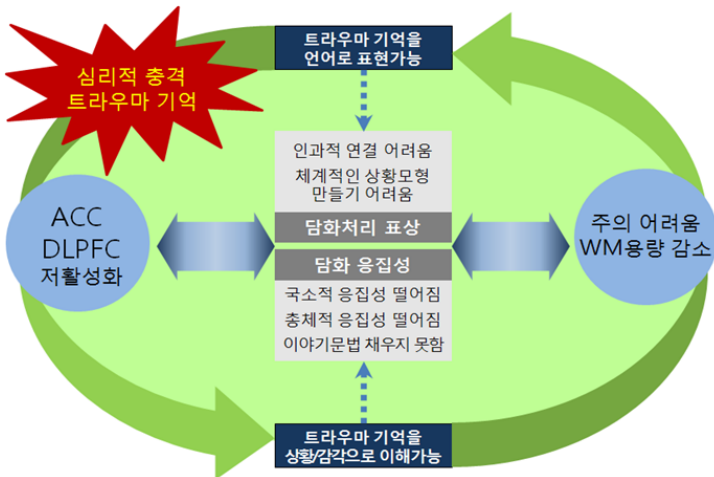 트라우마 기억을
언어로 표현가능
심리적 충격
트라우마 기억
인과적 연결 어려움
체계적인 상황모형
만들기 어려움
담화처리 표상
ACC
DLPFC
저활성화
주의 어려움
WM용량 감소
담화 응집성
국소적 응집성 떨어짐
총체적 응집성 떨어짐
이야기문법 채우지 못함
트라우마 기억을
상황/감각으로 이해가능